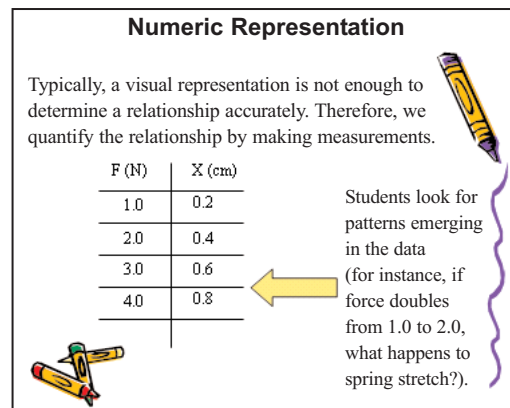 Numeric Representation
Typically, a visual representation is not enough to
determine a relationship accurately. Therefore, we
quantify the relationship by making measurements.
F (N) X (cm)
1.0 0.2
2.0 0.4
3.0 0.6
4.0 0.8
Students look for
patterns emerging
in the data
(for instance, if
force doubles
from 1.0 to 2.0,
what happens to
spring stretch?).